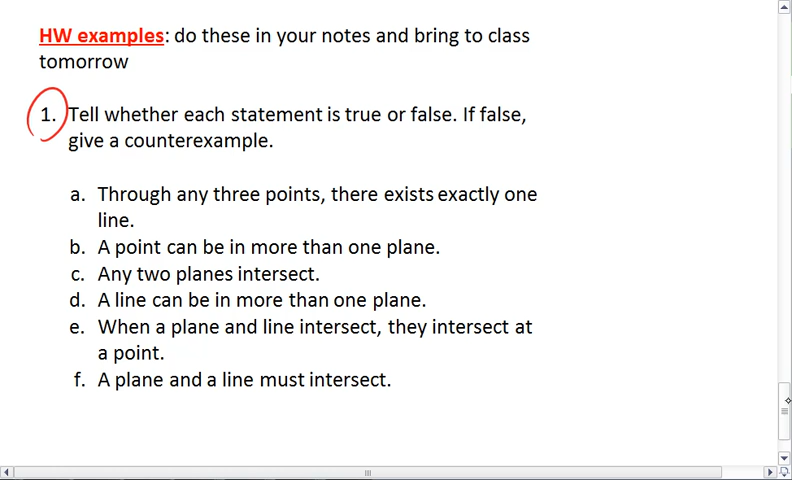 HW examples: do these in your notes and bring to class
tomorrow
1. Tell whether each statement is true or false. If false,
give a counterexample.
a. Through any three points, there exists exactly one
line.
b. A point can be in more than one plane.
c. Any two planes intersect.
d. A line can be in more than one plane.
e. When a plane and line intersect, they intersect at
a point.
f. A plane and a line must intersect.